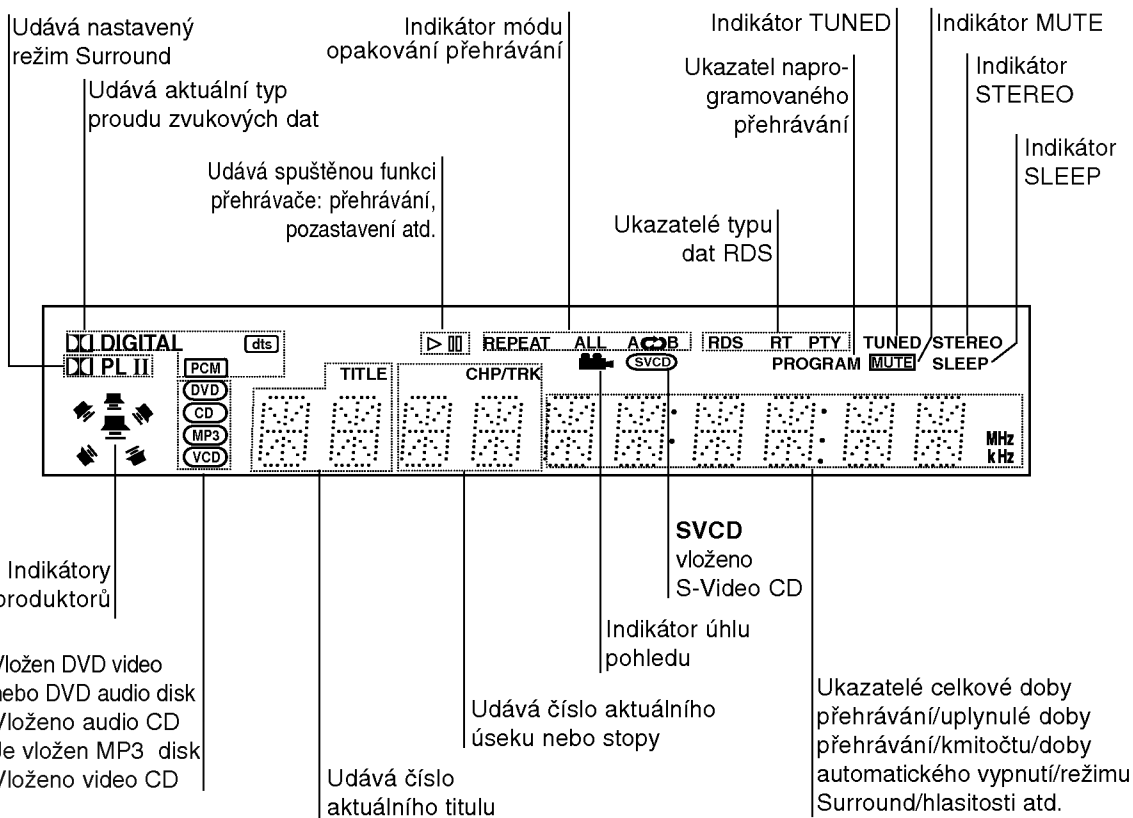 Udává nastavený
režim Surround
Udává aktuální typ
proudu zvukových dat
Indikátor módu
opakování přehrávání
Udává spuštěnou funkci
přehrávače: přehrávání,
pozastavení atd.
Indikátor TUNED
Indikátor MUTE
Ukazatel napro-
gramovaného
přehrávání
Indikátor
STEREO
Indikátor
SLEEP
Ukazatelé typu
dat RDS
DIGITAL dts
PL II PCM
DVD
CD
MP3
VCD
TITLE
CHP/TRK
REPEAT ALL A B
SVCD
RDS RT PTY TUNED STEREO
PROGRAM MUTE SLEEP
MHz
kHz
SVCD
vloženo
S-Video CD
Indikátory
Indikátor úhlu
pohledu
DVD video
DVD audio disk
audio CD
vložen MP3 disk
video CD
Udává číslo aktuálního
úseku nebo stopy
Udává číslo
aktuálního titulu
Ukazatelé celkové doby
přehrávání/uplynulé doby
přehrávání/kmitočtu/doby
automatického vypnutí/režimu
Surround/hlasitosti atd.